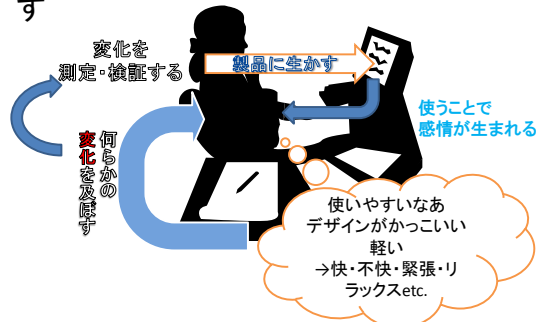 す
変化を
測定・検証する
製品に生かす
使うことで
感情が生まれる
何らかの
変化を及ぼす
使いやすいなあ
デザインがかっこいい
軽い
→快・不快・緊張・リ
ラックスetc.